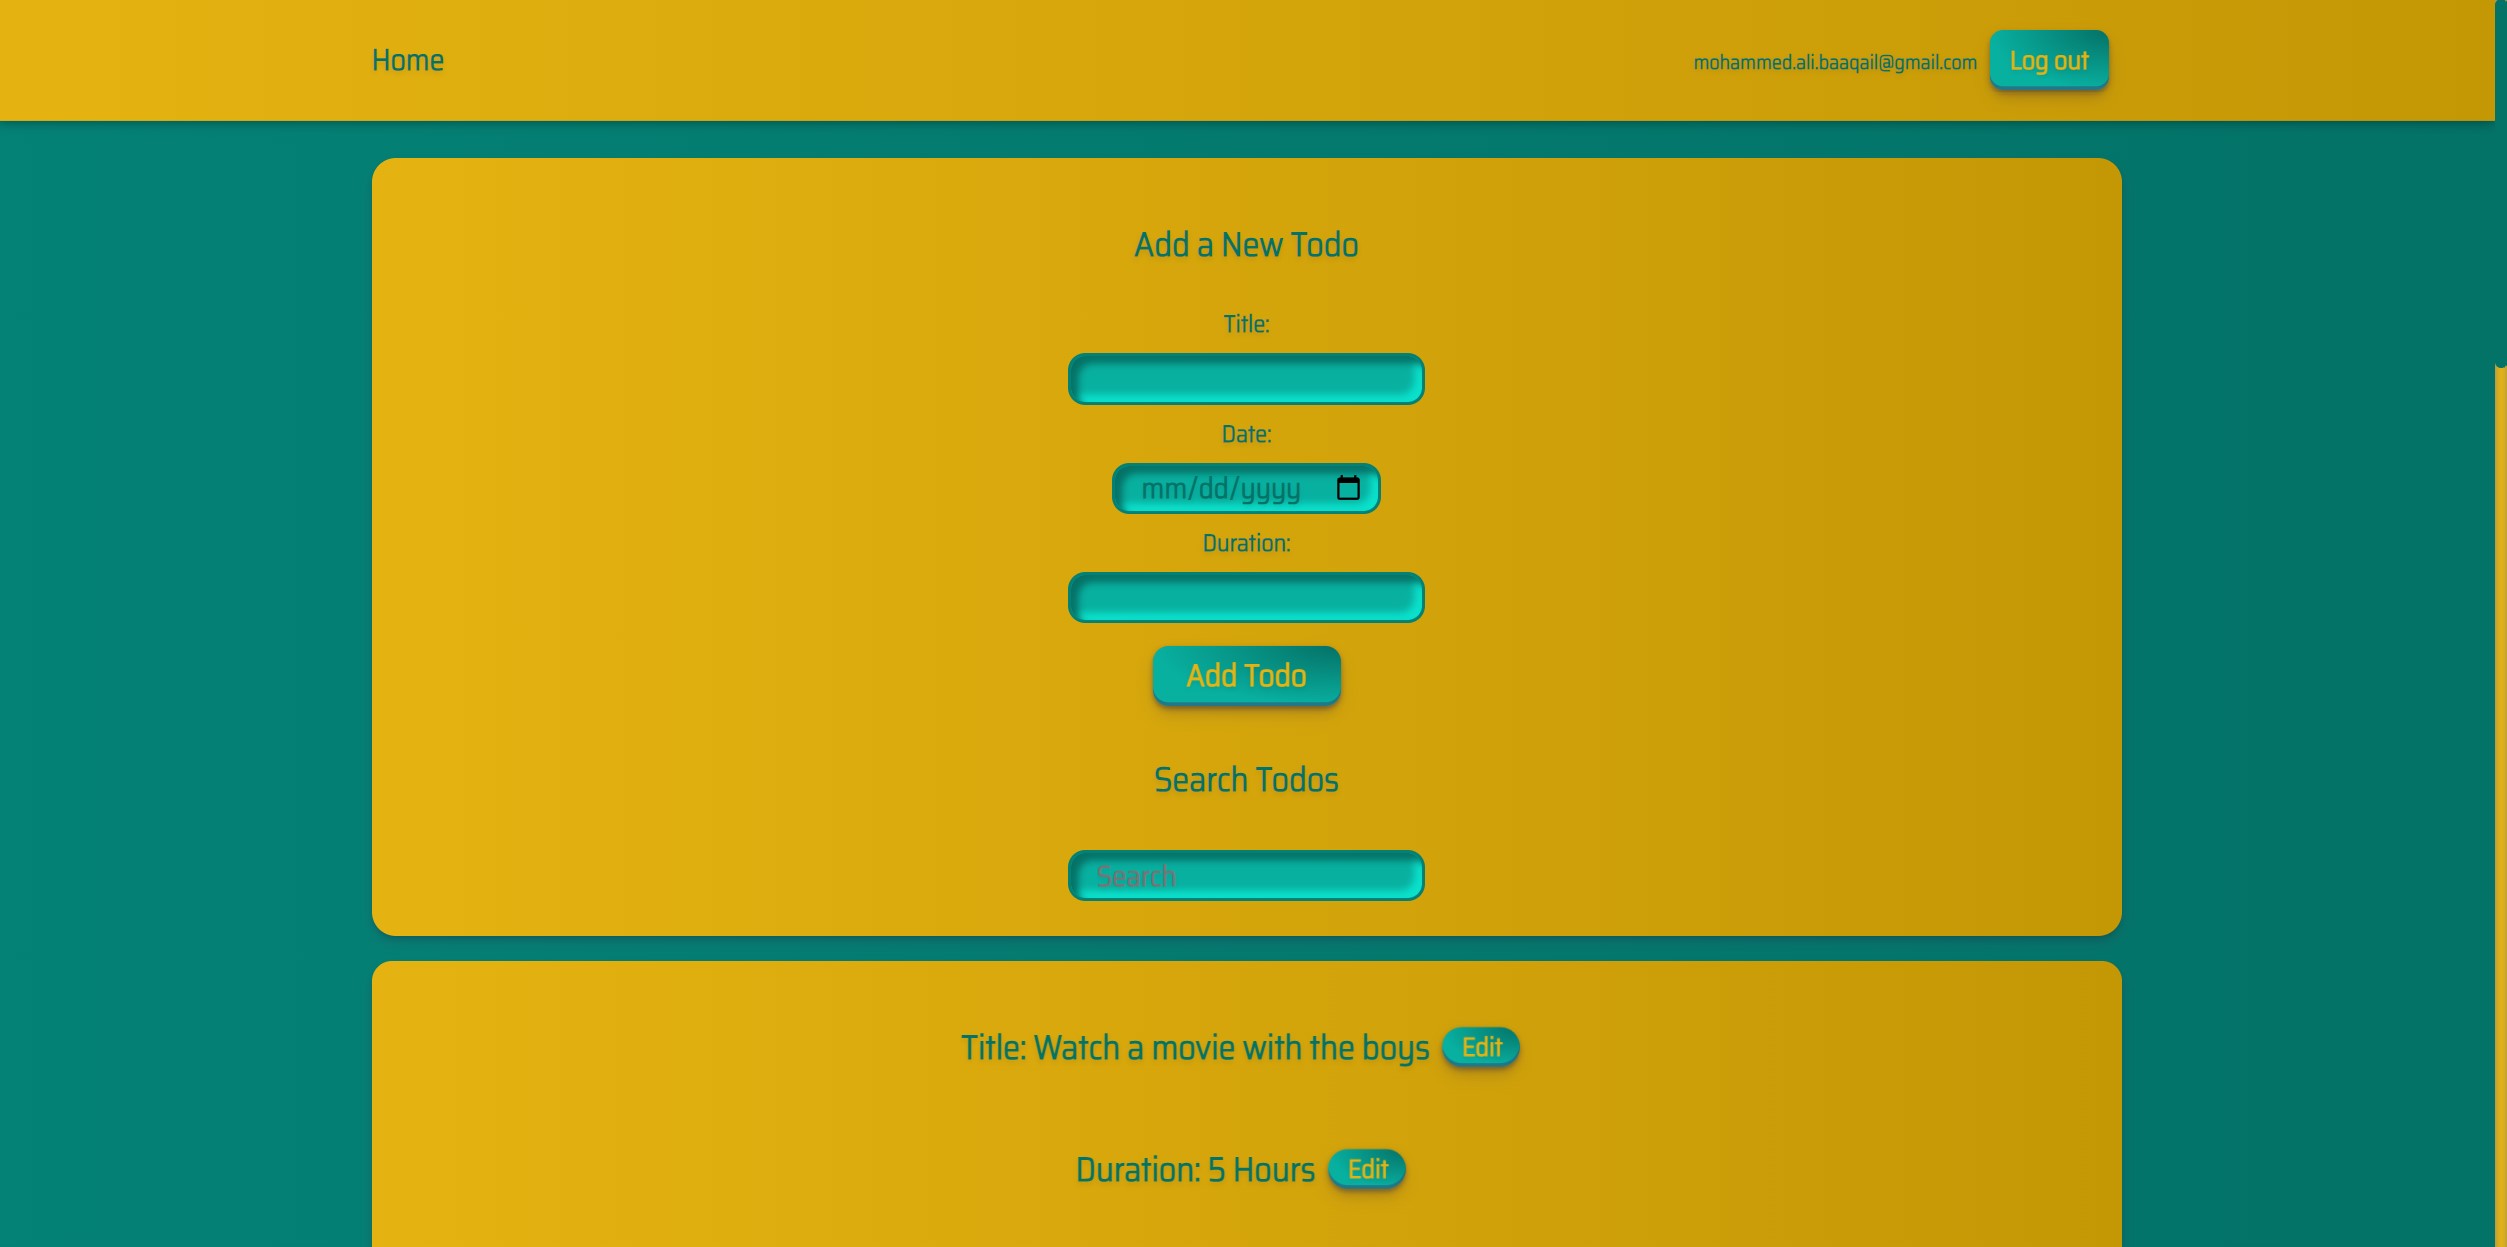 Home
mohammed.ali.baaqail@gmail.com
Log out
Add a New Todo
Title:
Date:
mm/dd/yyyy
Duration:
Add Todo
Search Todos
Search
Title: Watch a movie with the boys Edit
Duration: 5 Hours Edit